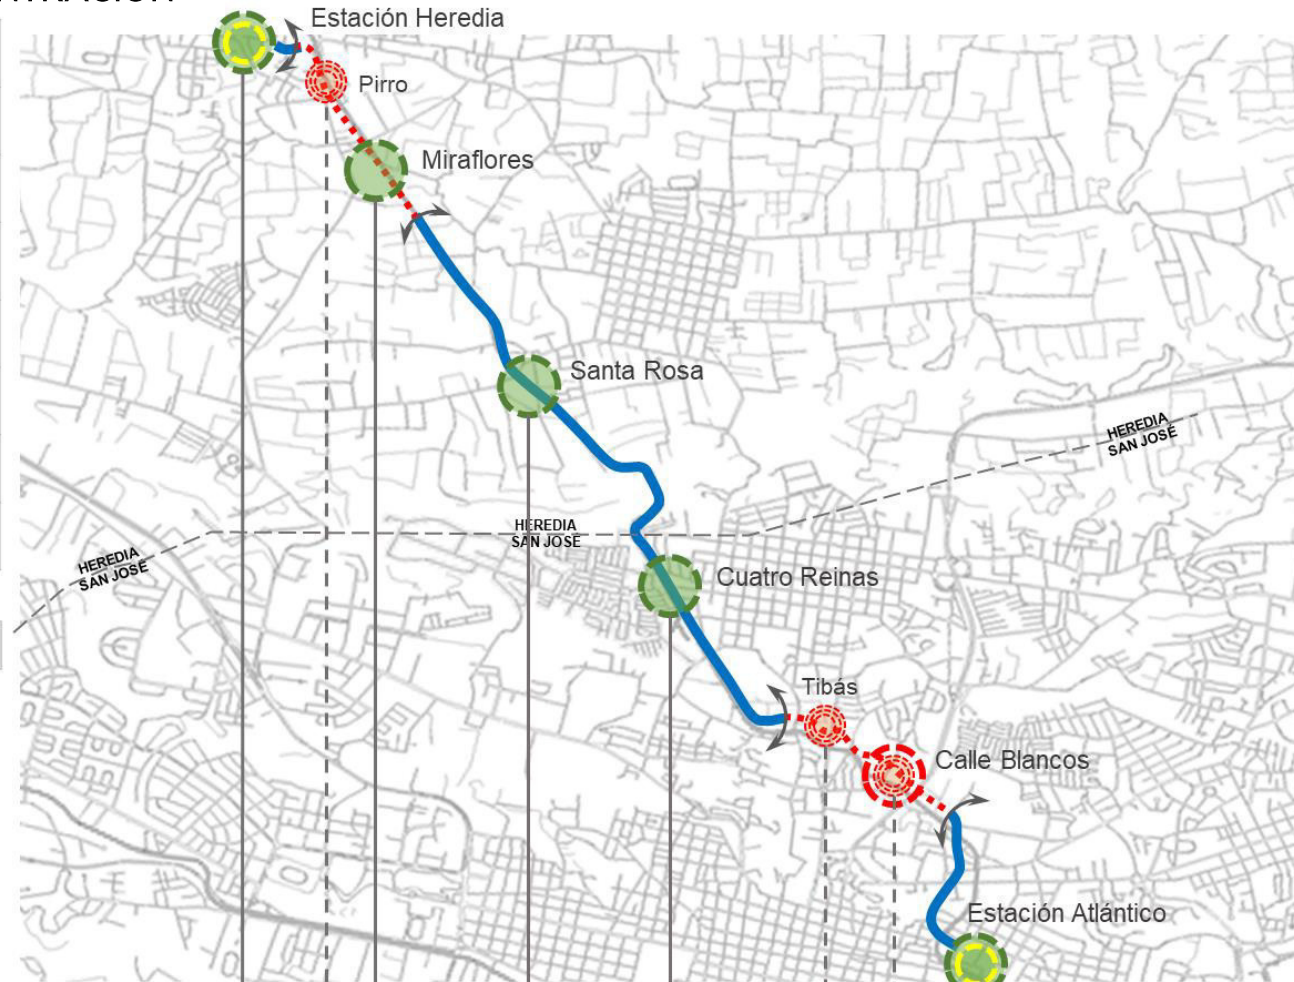 Estación Heredia
Pirro
Miraflores
Santa Rosa
HEREDIA
SAN JOSÉ
HEREDIA
SAN JOSÉ
HEREDIA
SAN JOSÉ
Cuatro Reinas
Tibás
Calle Blancos
Estación Atlántico